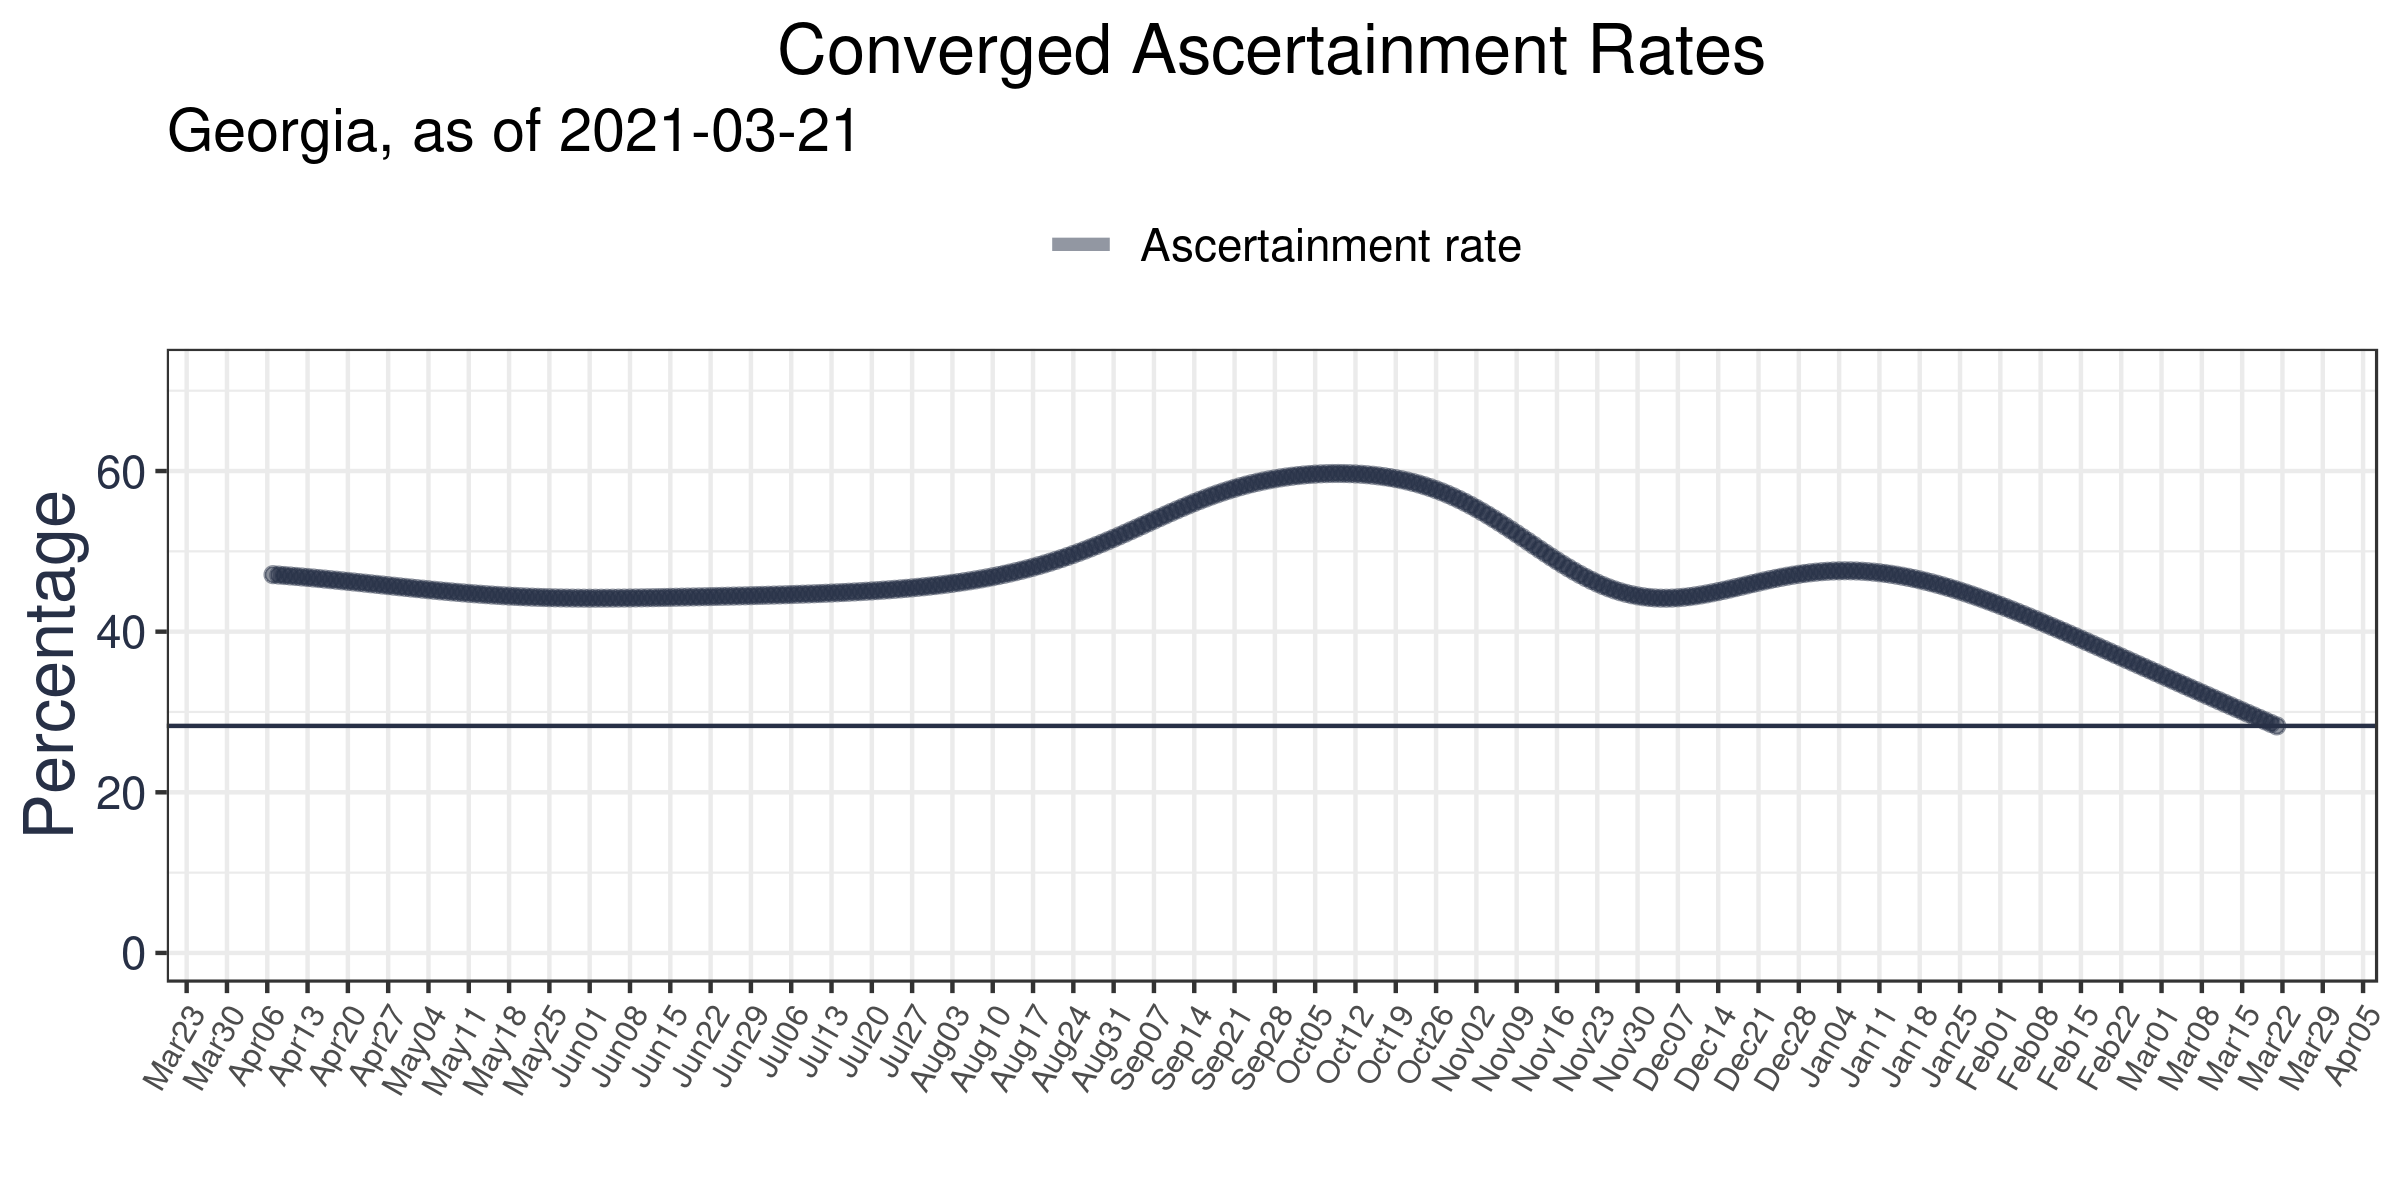 Converged Ascertainment Rates
Georgia, as of 2021-03-21
Ascertainment rate
Percentage
60
40
20
0
Mar23 Mar30 Apr06 Apr13 Apr20 Apr27 May04 May11 May18 May25 Jun01 Jun08 Jun15 Jun22 Jun29 Jul06 Jul13 Jul20 Jul27 Aug03 Aug10 Aug17 Aug24 Aug31 Sep07 Sep14 Sep21 Sep28 Oct05 Oct12 Oct19 Oct26 Nov02 Nov09 Nov16 Nov23 Nov30 Dec07 Dec14 Dec21 Dec28 Jan04 Jan11 Jan18 Jan25 Feb01 Feb08 Feb15 Feb22 Mar01 Mar08 Mar15 Mar22 Mar29 Apr05